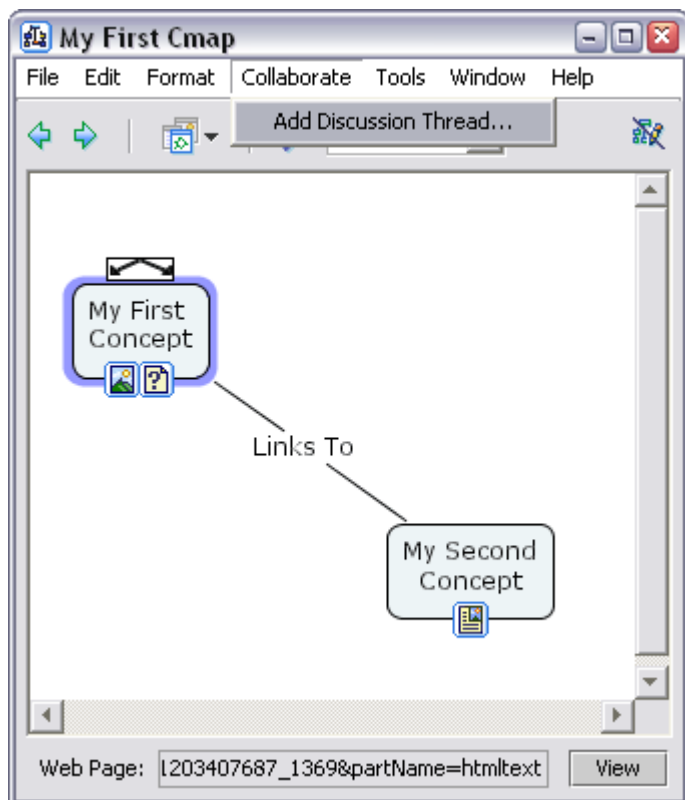 My First Cmap
File Edit Format Collaborate Tools Window Help
Add Discussion Thread...
My First
Concept
Links To
My Second
Concept
Web Page: 1203407687_1369&partName=htmltext View